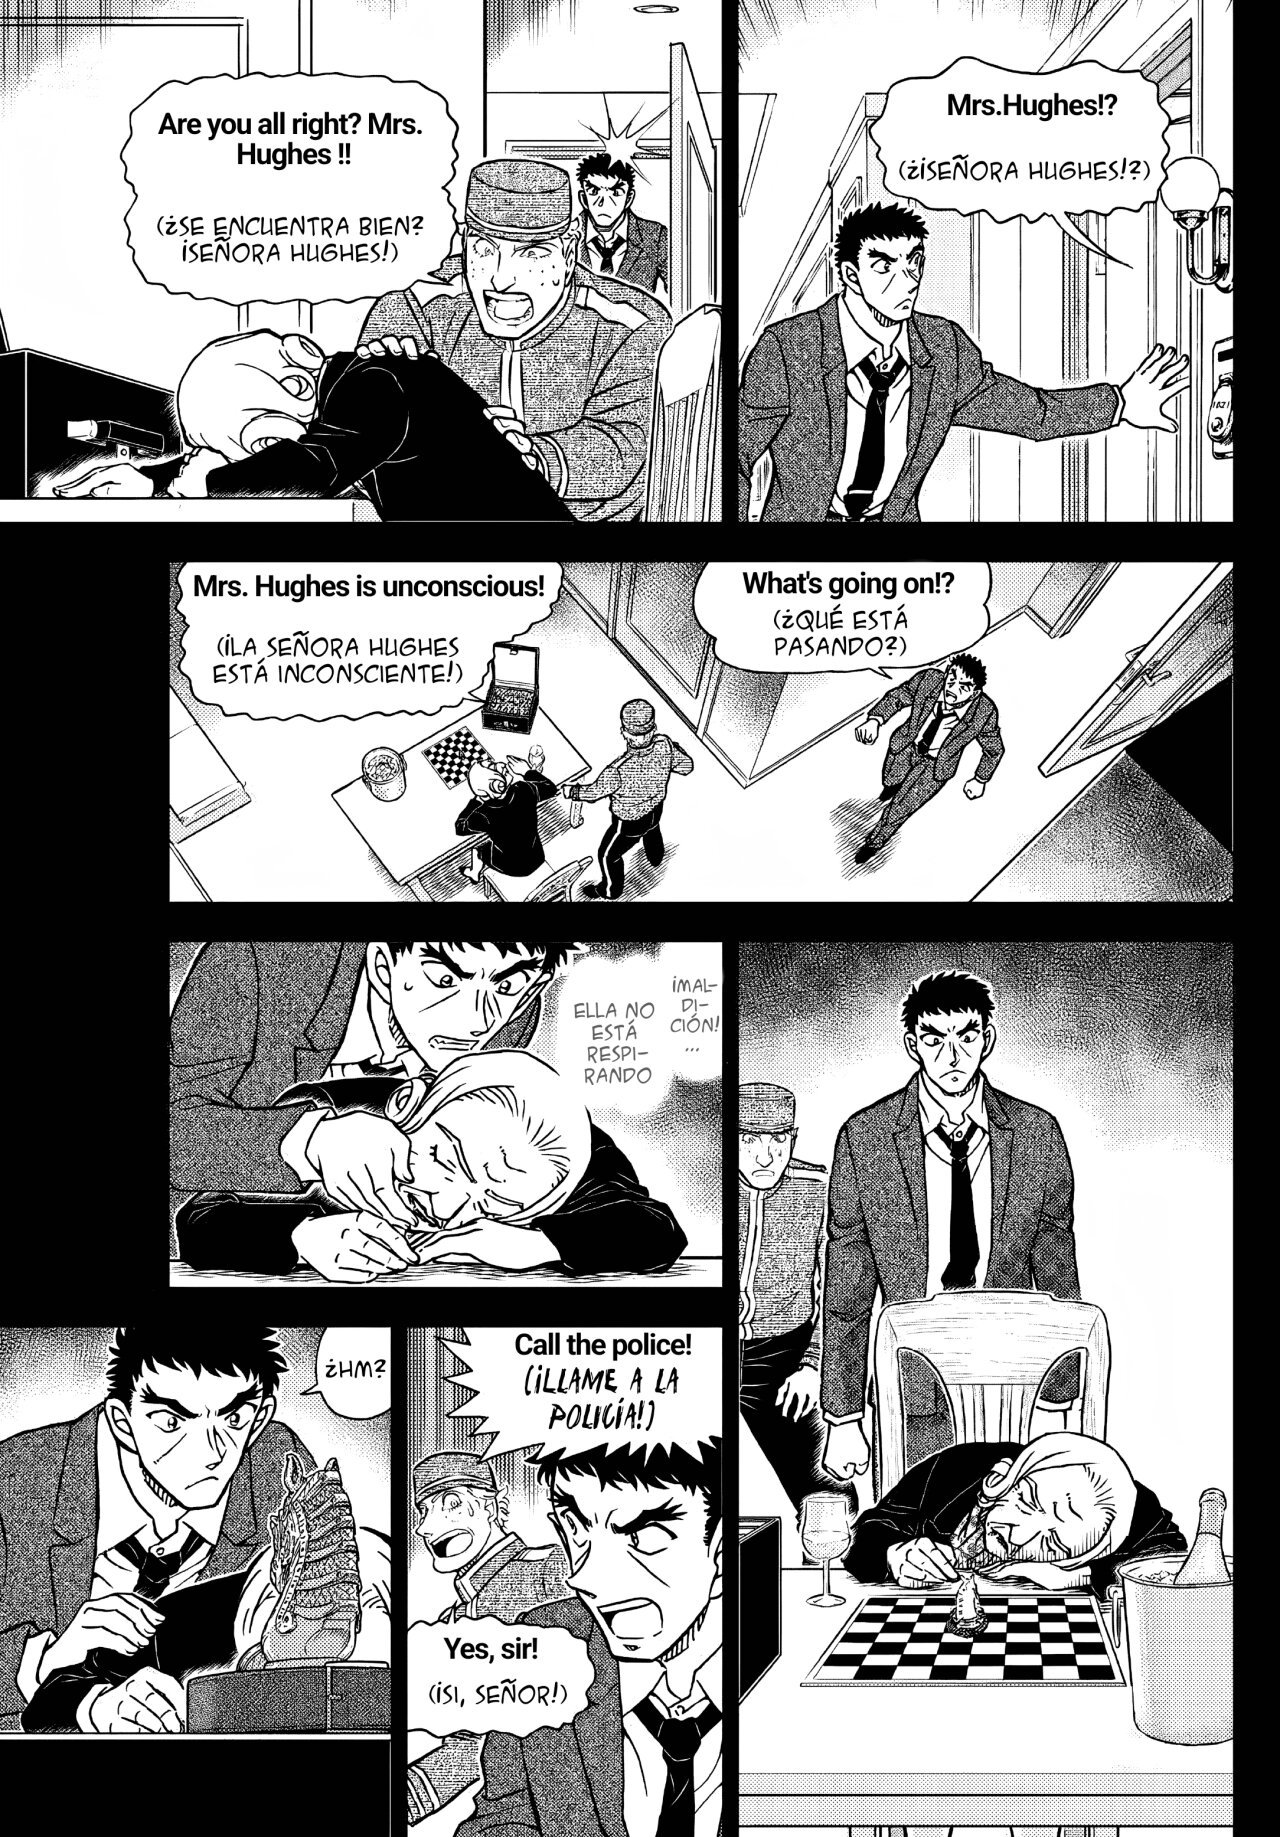 Mrs.Hughes!?
(¿¡SEÑORA HUGHES!?)
1021
Are you all right? Mrs.
Hughes !!
(¿SE ENCUENTRA BIEN?
¡SEÑORA HUGHES!)
What's going on!?
(¿QUÉ ESTÁ
PASANDO?)
Mrs. Hughes is unconscious!
(¡LA SEÑORA HUGHES
ESTÁ INCONSCIENTE!)
¡MAL-
DI-
CIÓN!
...
ELLA NO
ESTÁ
RESPI-
RANDO
Call the police!
(¡LLAME A LA
POLICÍA!)
Yes, sir!
(¡SI, SEÑOR!)
¿HM?